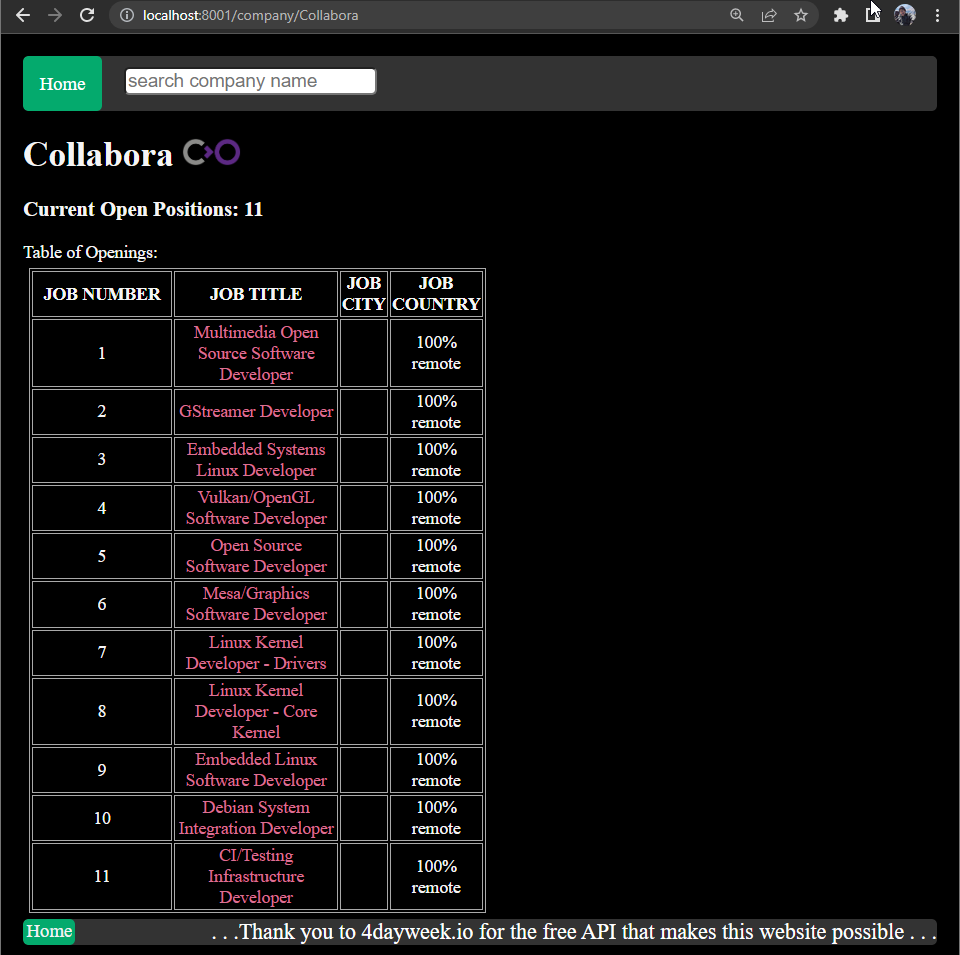 localhost:8001/company/Collabora
Home
search company name
Collabora
Current Open Positions: 11
Table of Openings:
JOB NUMBER JOB TITLE JOB CITY JOB COUNTRY
1 Multimedia Open Source Software Developer 100% remote
2 GStreamer Developer 100% remote
3 Embedded Systems Linux Developer 100% remote
4 Vulkan/OpenGL Software Developer 100% remote
5 Open Source Software Developer 100% remote
6 Mesa/Graphics Software Developer 100% remote
7 Linux Kernel Developer - Drivers 100% remote
8 Linux Kernel Developer - Core Kernel 100% remote
9 Embedded Linux Software Developer 100% remote
10 Debian System Integration Developer 100% remote
11 CI/Testing Infrastructure Developer 100% remote
Home . . .Thank you to 4dayweek.io for the free API that makes this website possible . . .